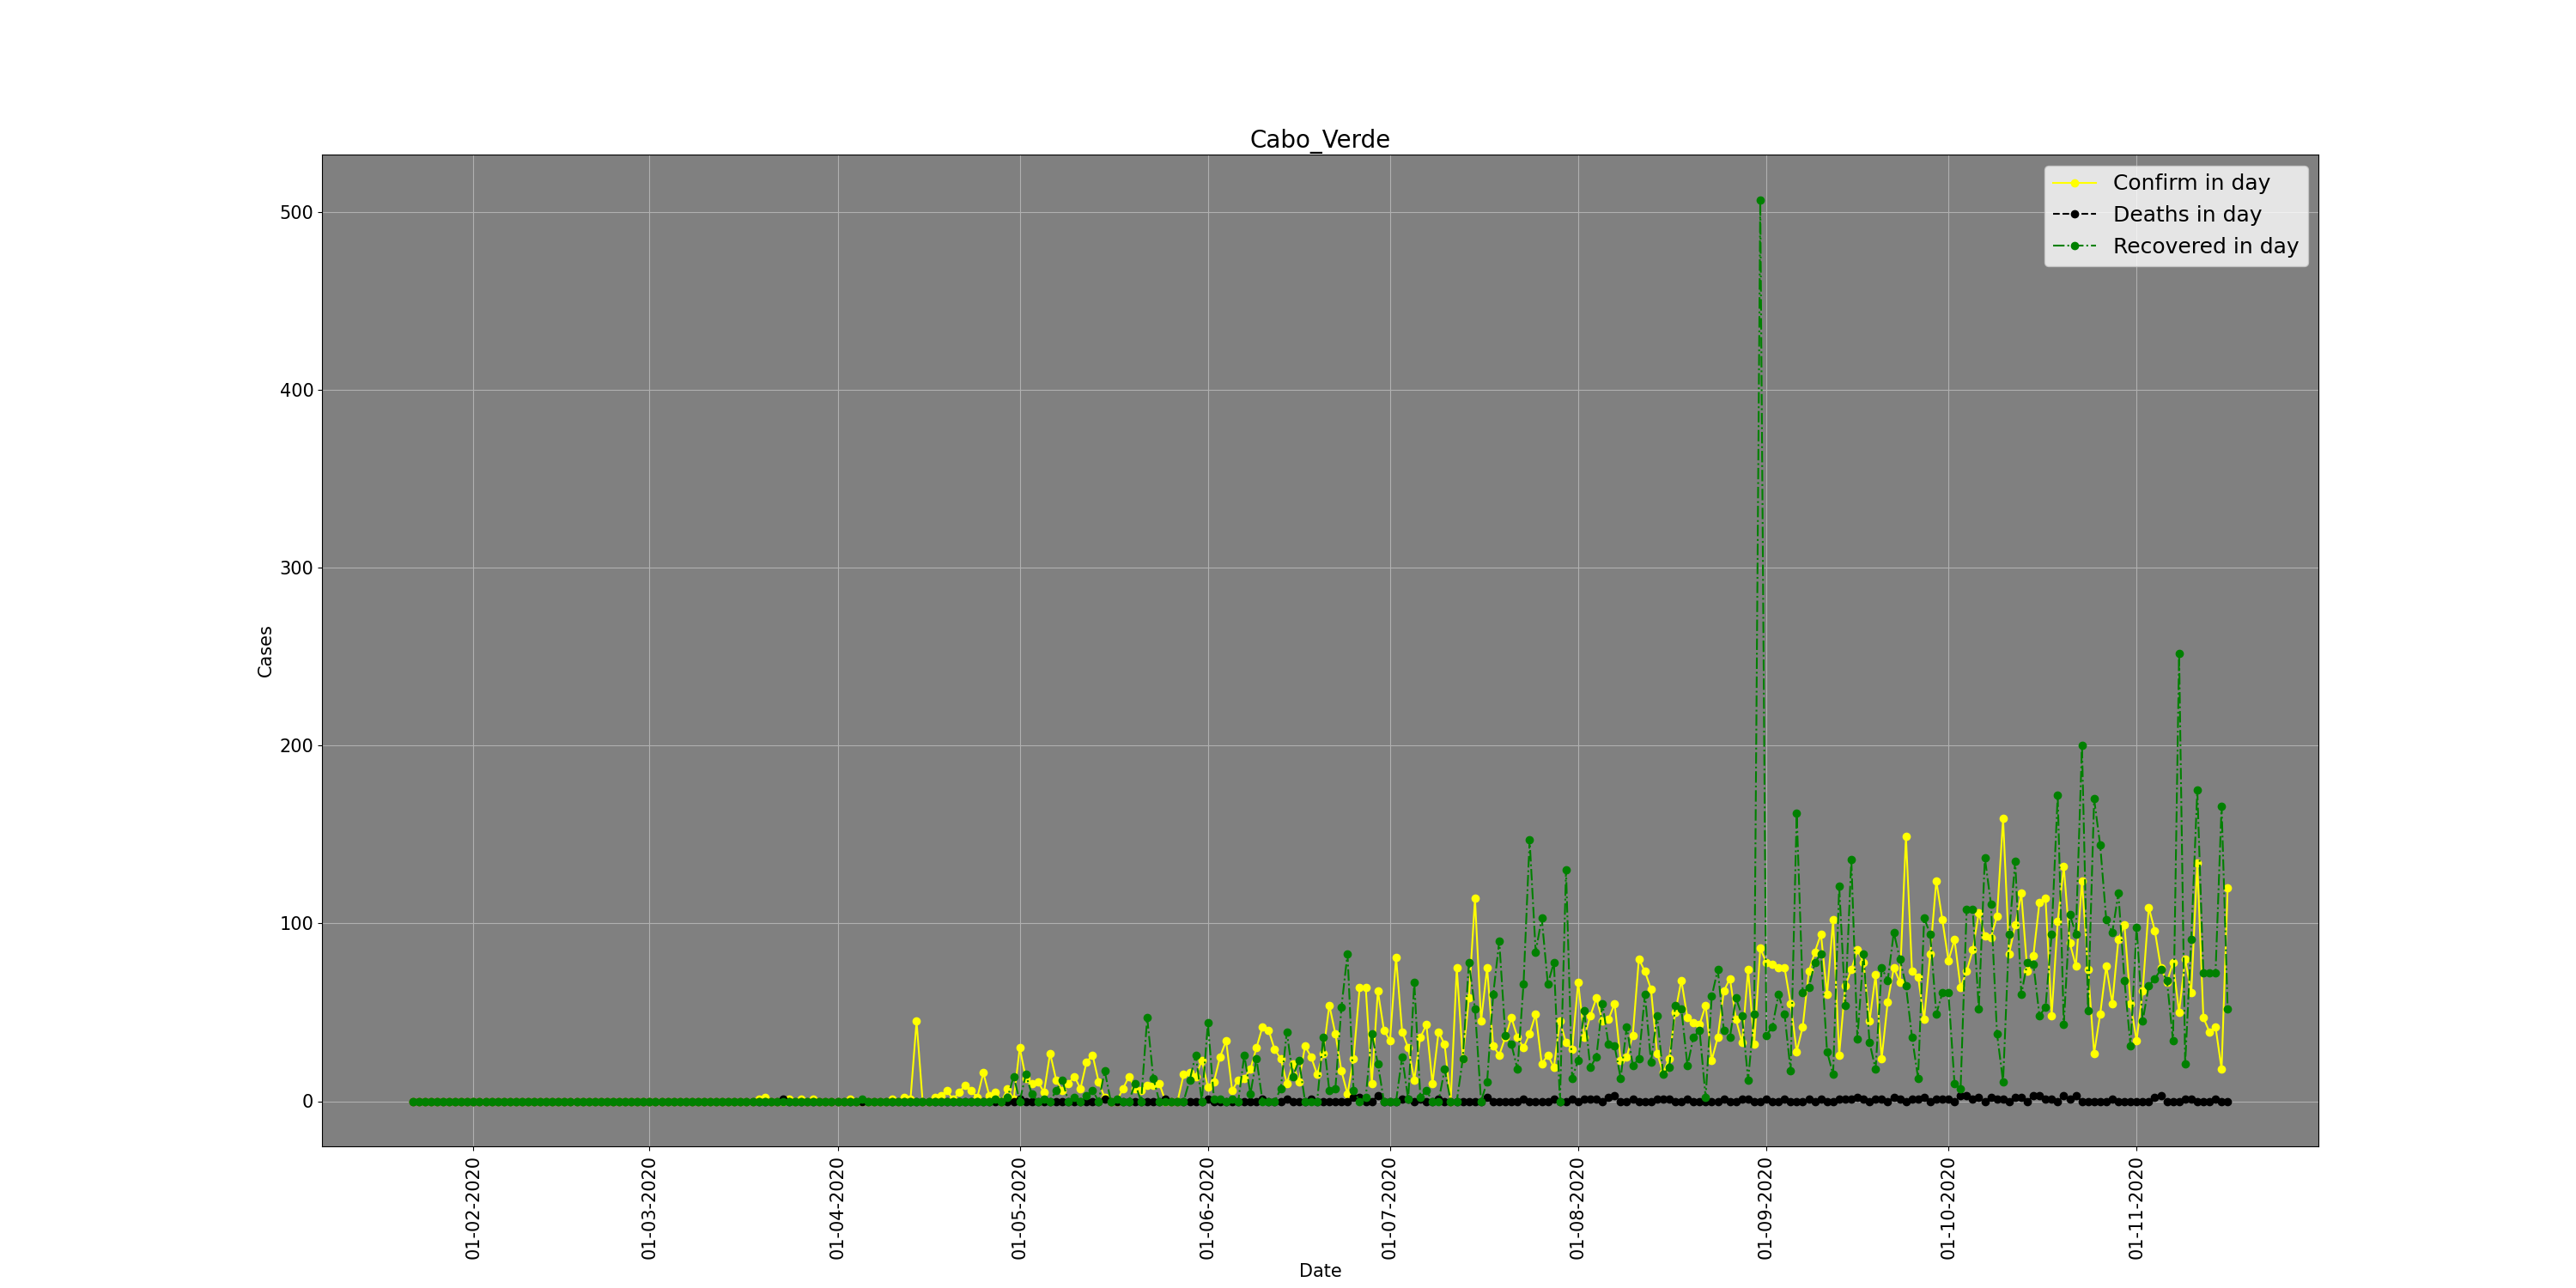 Cabo_Verde
Confirm in day
Deaths in day
Recovered in day
500
400
300
200
100
0
Cases
01-02-2020
01-03-2020
01-04-2020
01-05-2020
01-06-2020
01-07-2020
01-08-2020
01-09-2020
01-10-2020
01-11-2020
Date